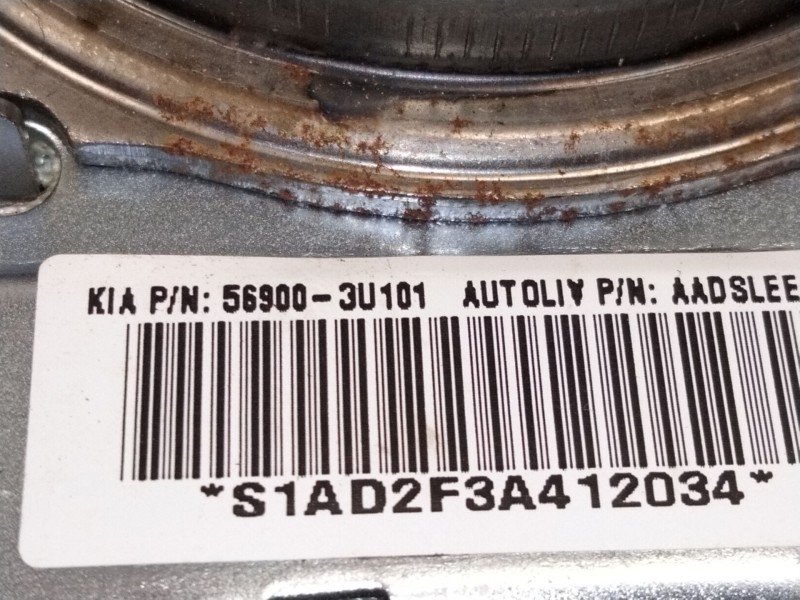 KIA P/N: 56900-3U101 AUTOLIV P/N: AADSLEE
*S1AD2F3A412034*